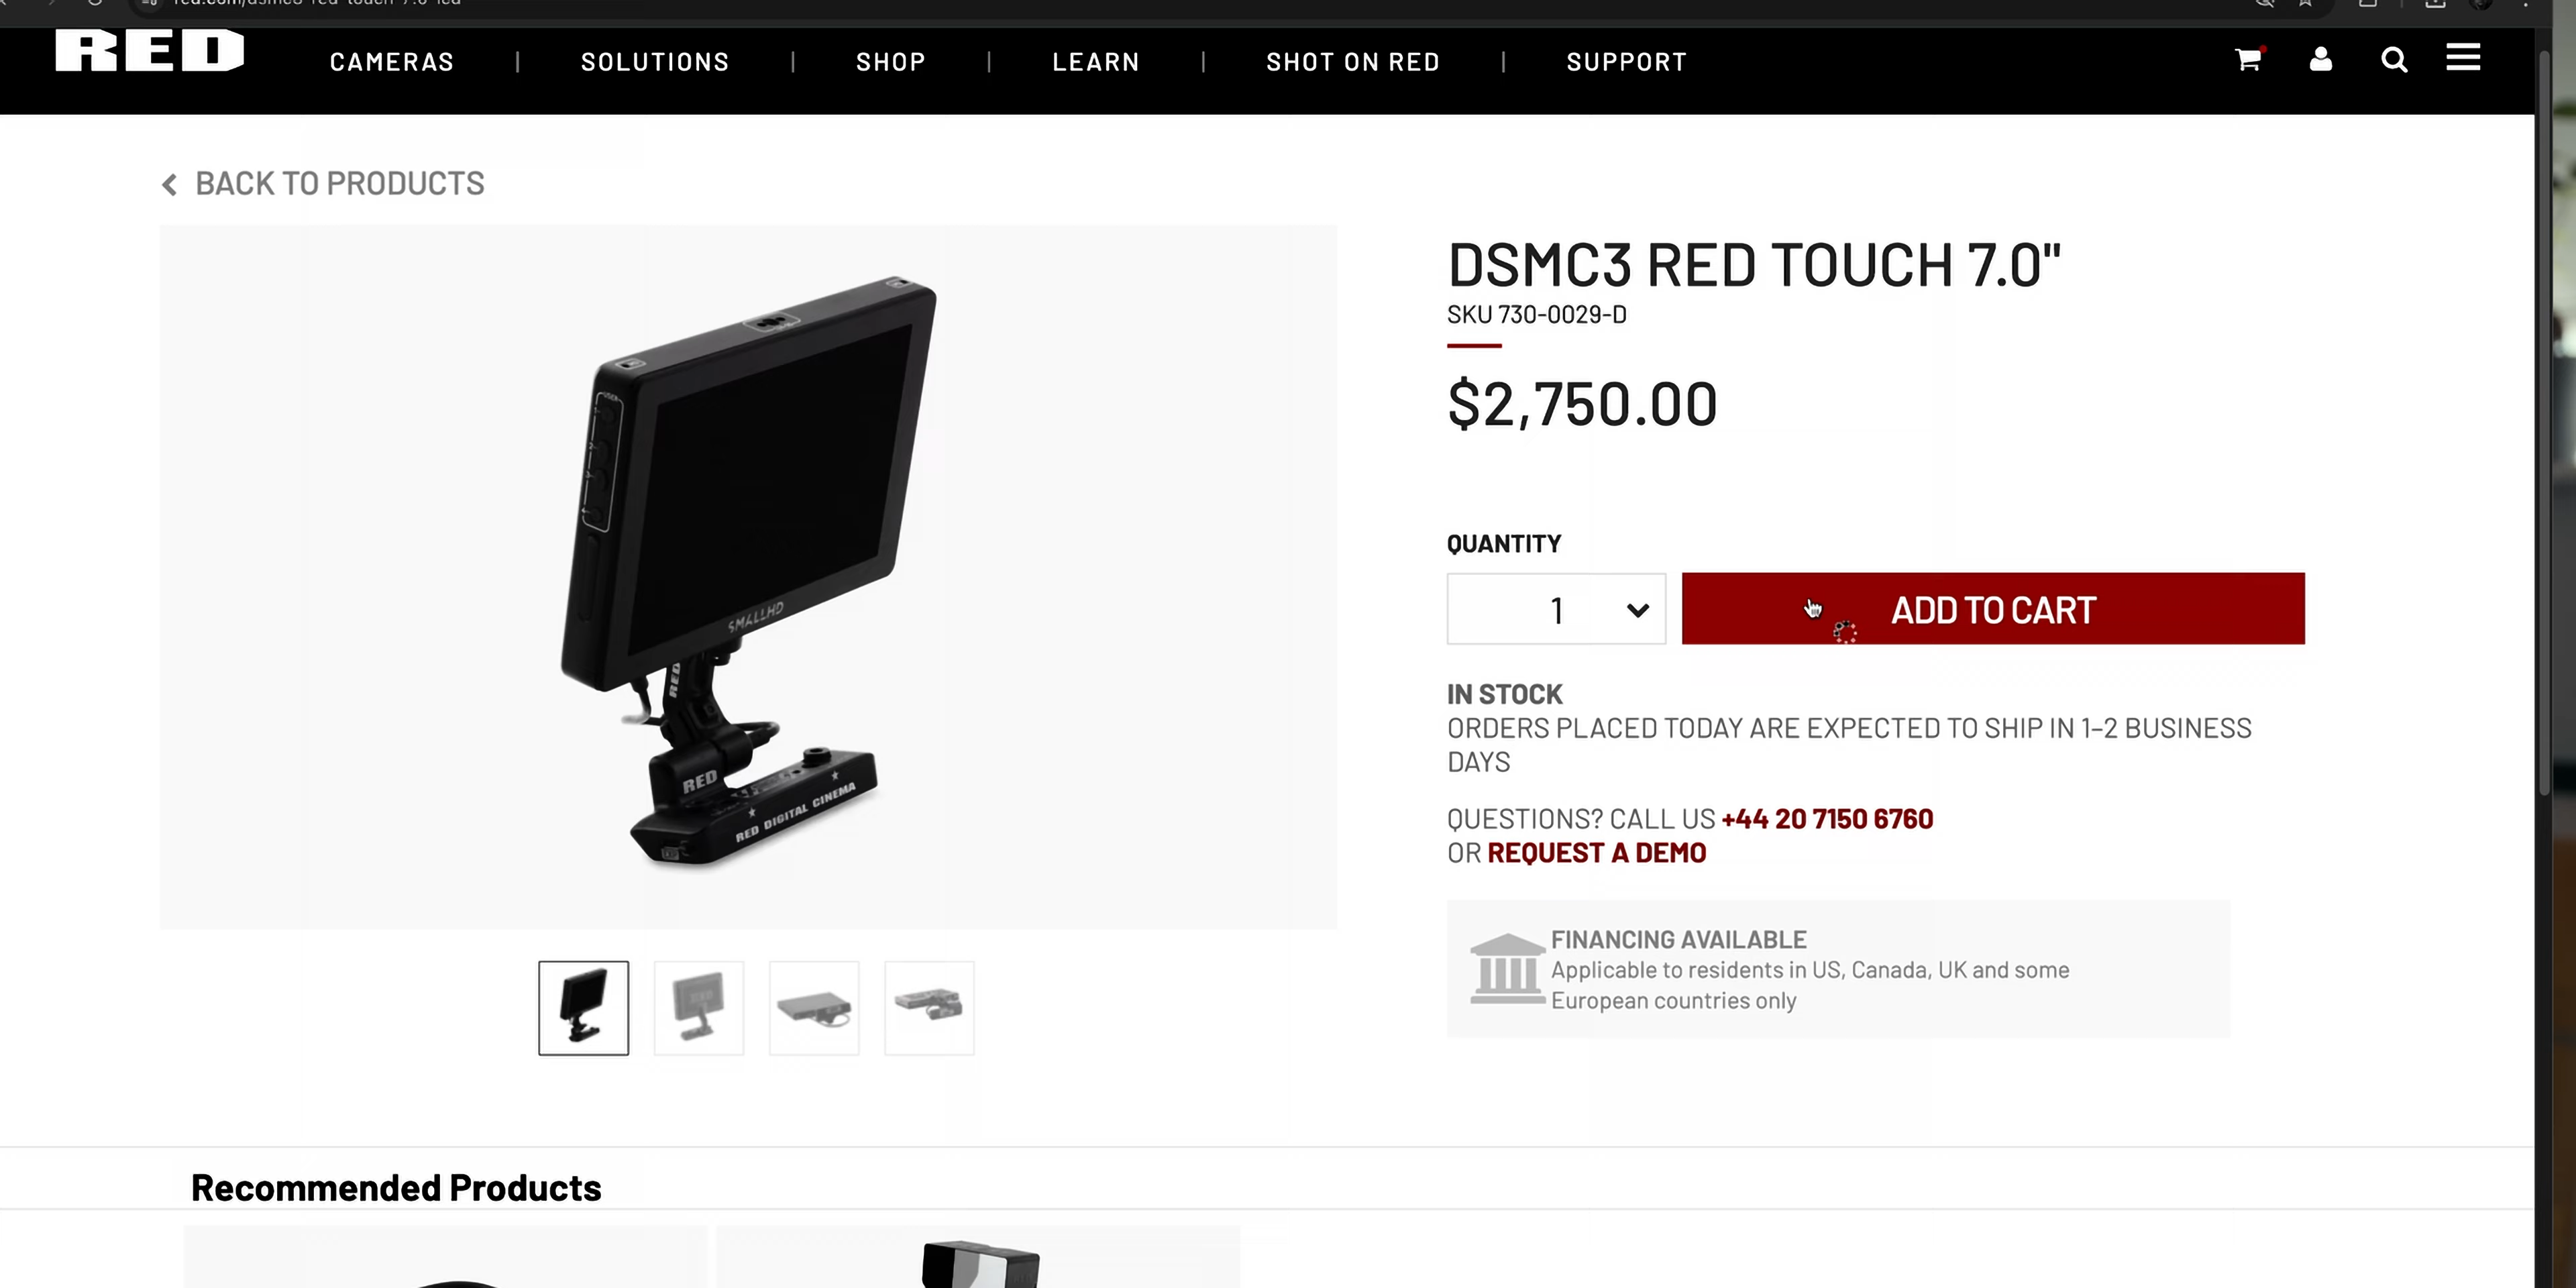 RED
CAMERAS | SOLUTIONS | SHOP | LEARN | SHOT ON RED | SUPPORT
BACK TO PRODUCTS
DSMC3 RED TOUCH 7.0"
SKU 730-0029-D
$2,750.00
QUANTITY
1
ADD TO CART
IN STOCK
ORDERS PLACED TODAY ARE EXPECTED TO SHIP IN 1-2 BUSINESS
DAYS
QUESTIONS? CALL US +44 20 7150 6760
OR REQUEST A DEMO
FINANCING AVAILABLE
Applicable to residents in US, Canada, UK and some
European countries only
USER
SMALLHD
RED
RED
RED DIGITAL CINEMA
Recommended Products